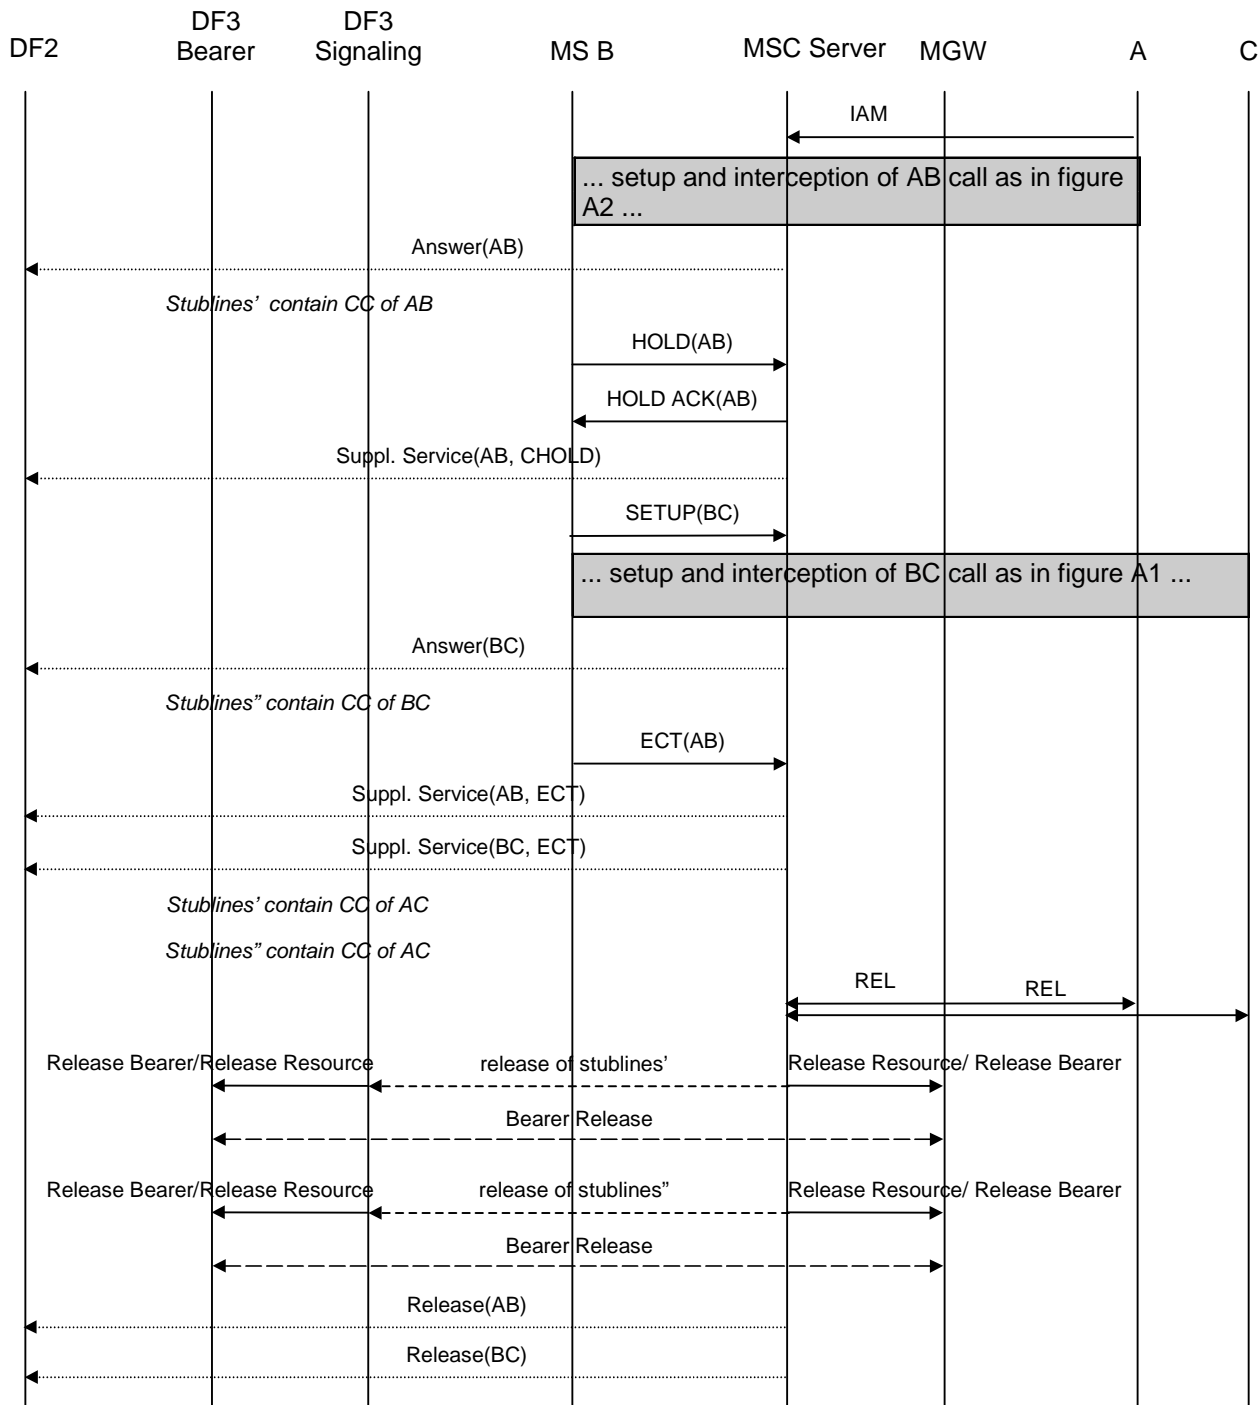 DF2
DF3
Bearer
DF3
Signaling
MS B
MSC Server
MGW
A
C
IAM
... setup and interception of AB call as in figure
A2 ...
Answer(AB)
Stublines’ contain CC of AB
HOLD(AB)
HOLD ACK(AB)
Suppl. Service(AB, CHOLD)
SETUP(BC)
... setup and interception of BC call as in figure A1 ...
Answer(BC)
Stublines” contain CC of BC
ECT(AB)
Suppl. Service(AB, ECT)
Suppl. Service(BC, ECT)
Stublines’ contain CC of AC
Stublines” contain CC of AC
REL
REL
Release Bearer/Release Resource
release of stublines’
Release Resource/ Release Bearer
Bearer Release
Release Bearer/Release Resource
release of stublines”
Release Resource/ Release Bearer
Bearer Release
Release(AB)
Release(BC)